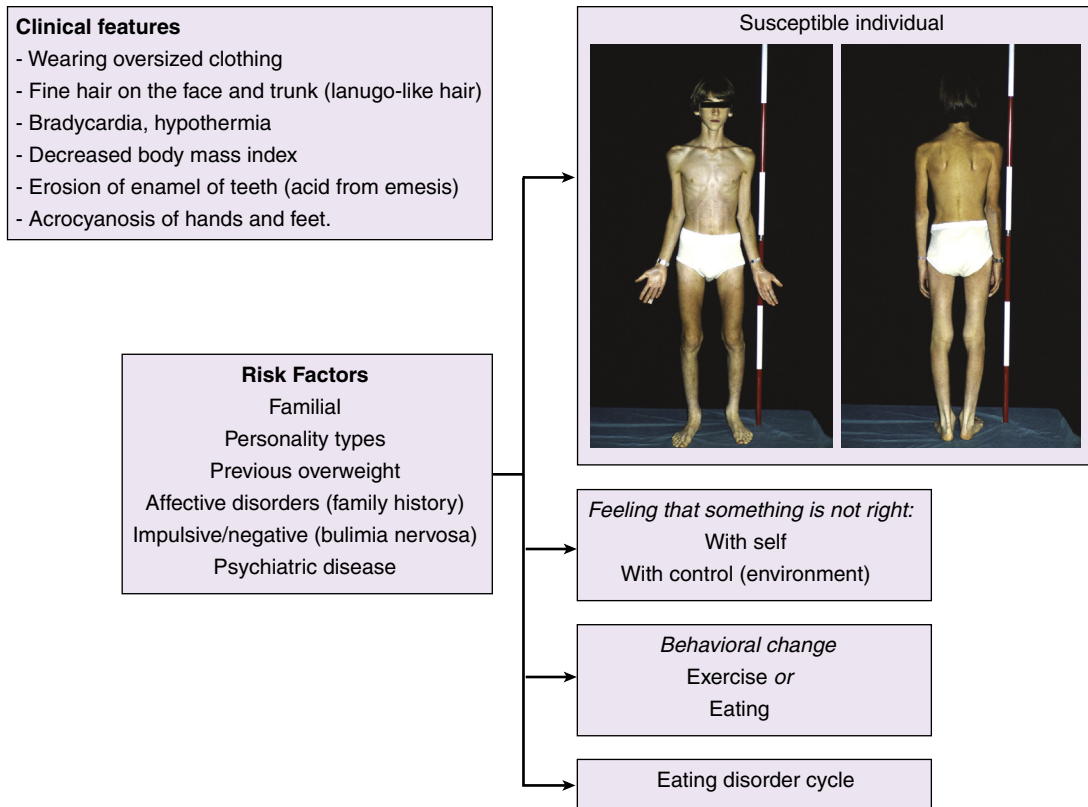 Clinical features
- Wearing oversized clothing
- Fine hair on the face and trunk (lanugo-like hair)
- Bradycardia, hypothermia
- Decreased body mass index
- Erosion of enamel of teeth (acid from emesis)
- Acrocyanosis of hands and feet.
Susceptible individual
Risk Factors
Familial
Personality types
Previous overweight
Affective disorders (family history)
Impulsive/negative (bulimia nervosa)
Psychiatric disease
Feeling that something is not right:
With self
With control (environment)
Behavioral change
Exercise or
Eating
Eating disorder cycle